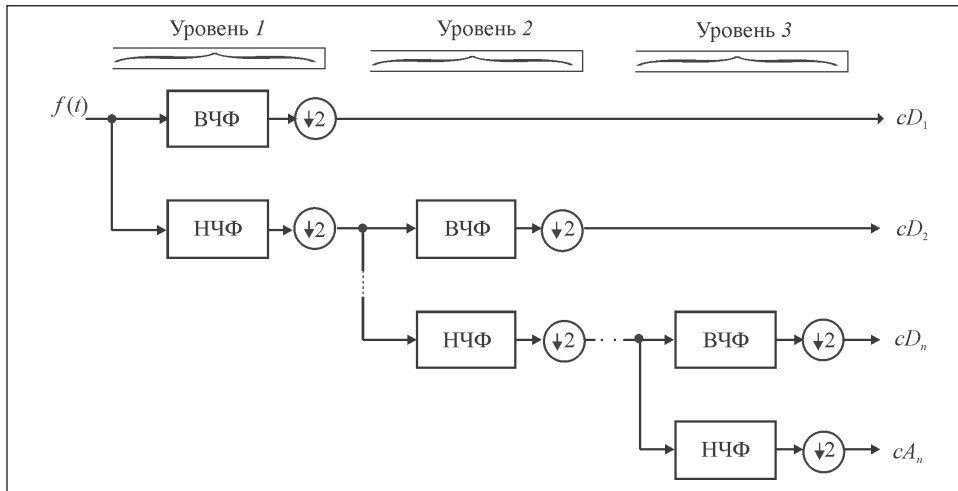 Уровень 1 Уровень 2 Уровень 3
f(t) ВЧФ ↓2 cD₁
НЧФ ↓2 ВЧФ ↓2 cD₂
НЧФ ↓2 · · · ВЧФ ↓2 cDₙ
НЧФ ↓2 cAₙ